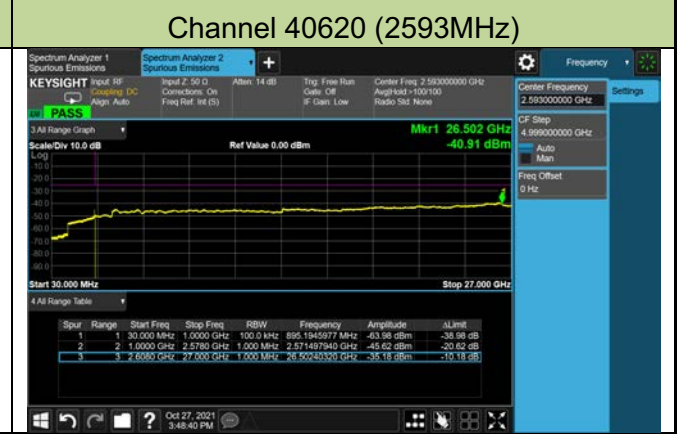 Channel 40620 (2593MHz)
Spectrum Analyzer 1
Spurious Emissions
Spectrum Analyzer 2
Spurious Emissions
+
Frequency
KEYSIGHT
Input: RF
Coupling: DC
Align: Auto
Input Z: 50 Ω
Corrections: On
Freq Ref: Int (S)
Atten: 14 dB
Trig: Free Run
Gate: Off
IF Gain: Low
Center Freq: 2.593000000 GHz
Avg|Hold:>100/100
Radio Std: None
PASS
Center Frequency
2.593000000 GHz
Settings
CF Step
4.999000000 GHz
Auto
Man
Freq Offset
0 Hz
3 All Range Graph
Mkr1 26.502 GHz
Scale/Div 10.0 dB
Ref Value 0.00 dBm
-40.91 dBm
Log
-10.0
-20.0
-30.0
-40.0
-50.0
-60.0
-70.0
-80.0
-90.0
Start 30.000 MHz
Stop 27.000 GHz
4 All Range Table
Spur Range Start Freq Stop Freq RBW Frequency Amplitude ΔLimit
1 1 30.000 MHz 1.0000 GHz 100.0 kHz 895.1945977 MHz -63.98 dBm -38.98 dB
2 2 1.0000 GHz 2.5780 GHz 1.000 MHz 2.571497940 GHz -45.62 dBm -20.62 dB
3 3 2.6080 GHz 27.000 GHz 1.000 MHz 26.50240320 GHz -35.18 dBm -10.18 dB
?
Oct 27, 2021
3:48:40 PM